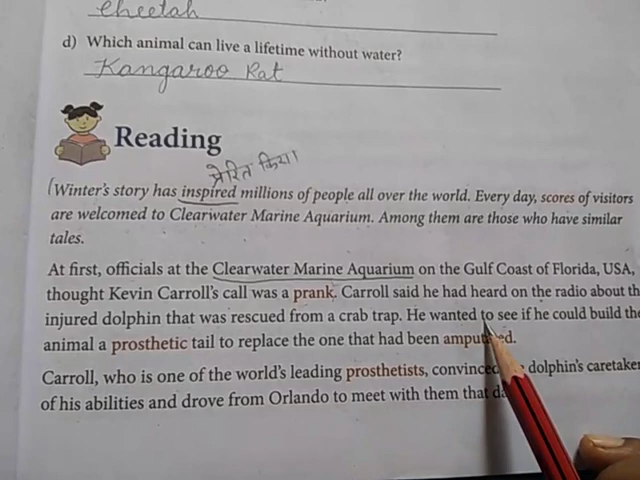 cheetah
d) Which animal can live a lifetime without water?
Kangaroo Rat
Reading
प्रेरित किया।
(Winter's story has inspired millions of people all over the world. Every day, scores of visitors
are welcomed to Clearwater Marine Aquarium. Among them are those who have similar
tales.
At first, officials at the Clearwater Marine Aquarium on the Gulf Coast of Florida, USA,
thought Kevin Carroll's call was a prank. Carroll said he had heard on the radio about th
injured dolphin that was rescued from a crab trap. He wanted to see if he could build the
animal a prosthetic tail to replace the one that had been
Carroll, who is one of the world's leading prosthetists, dolphin's caretaker
of his abilities and drove from Orlando to meet with them that